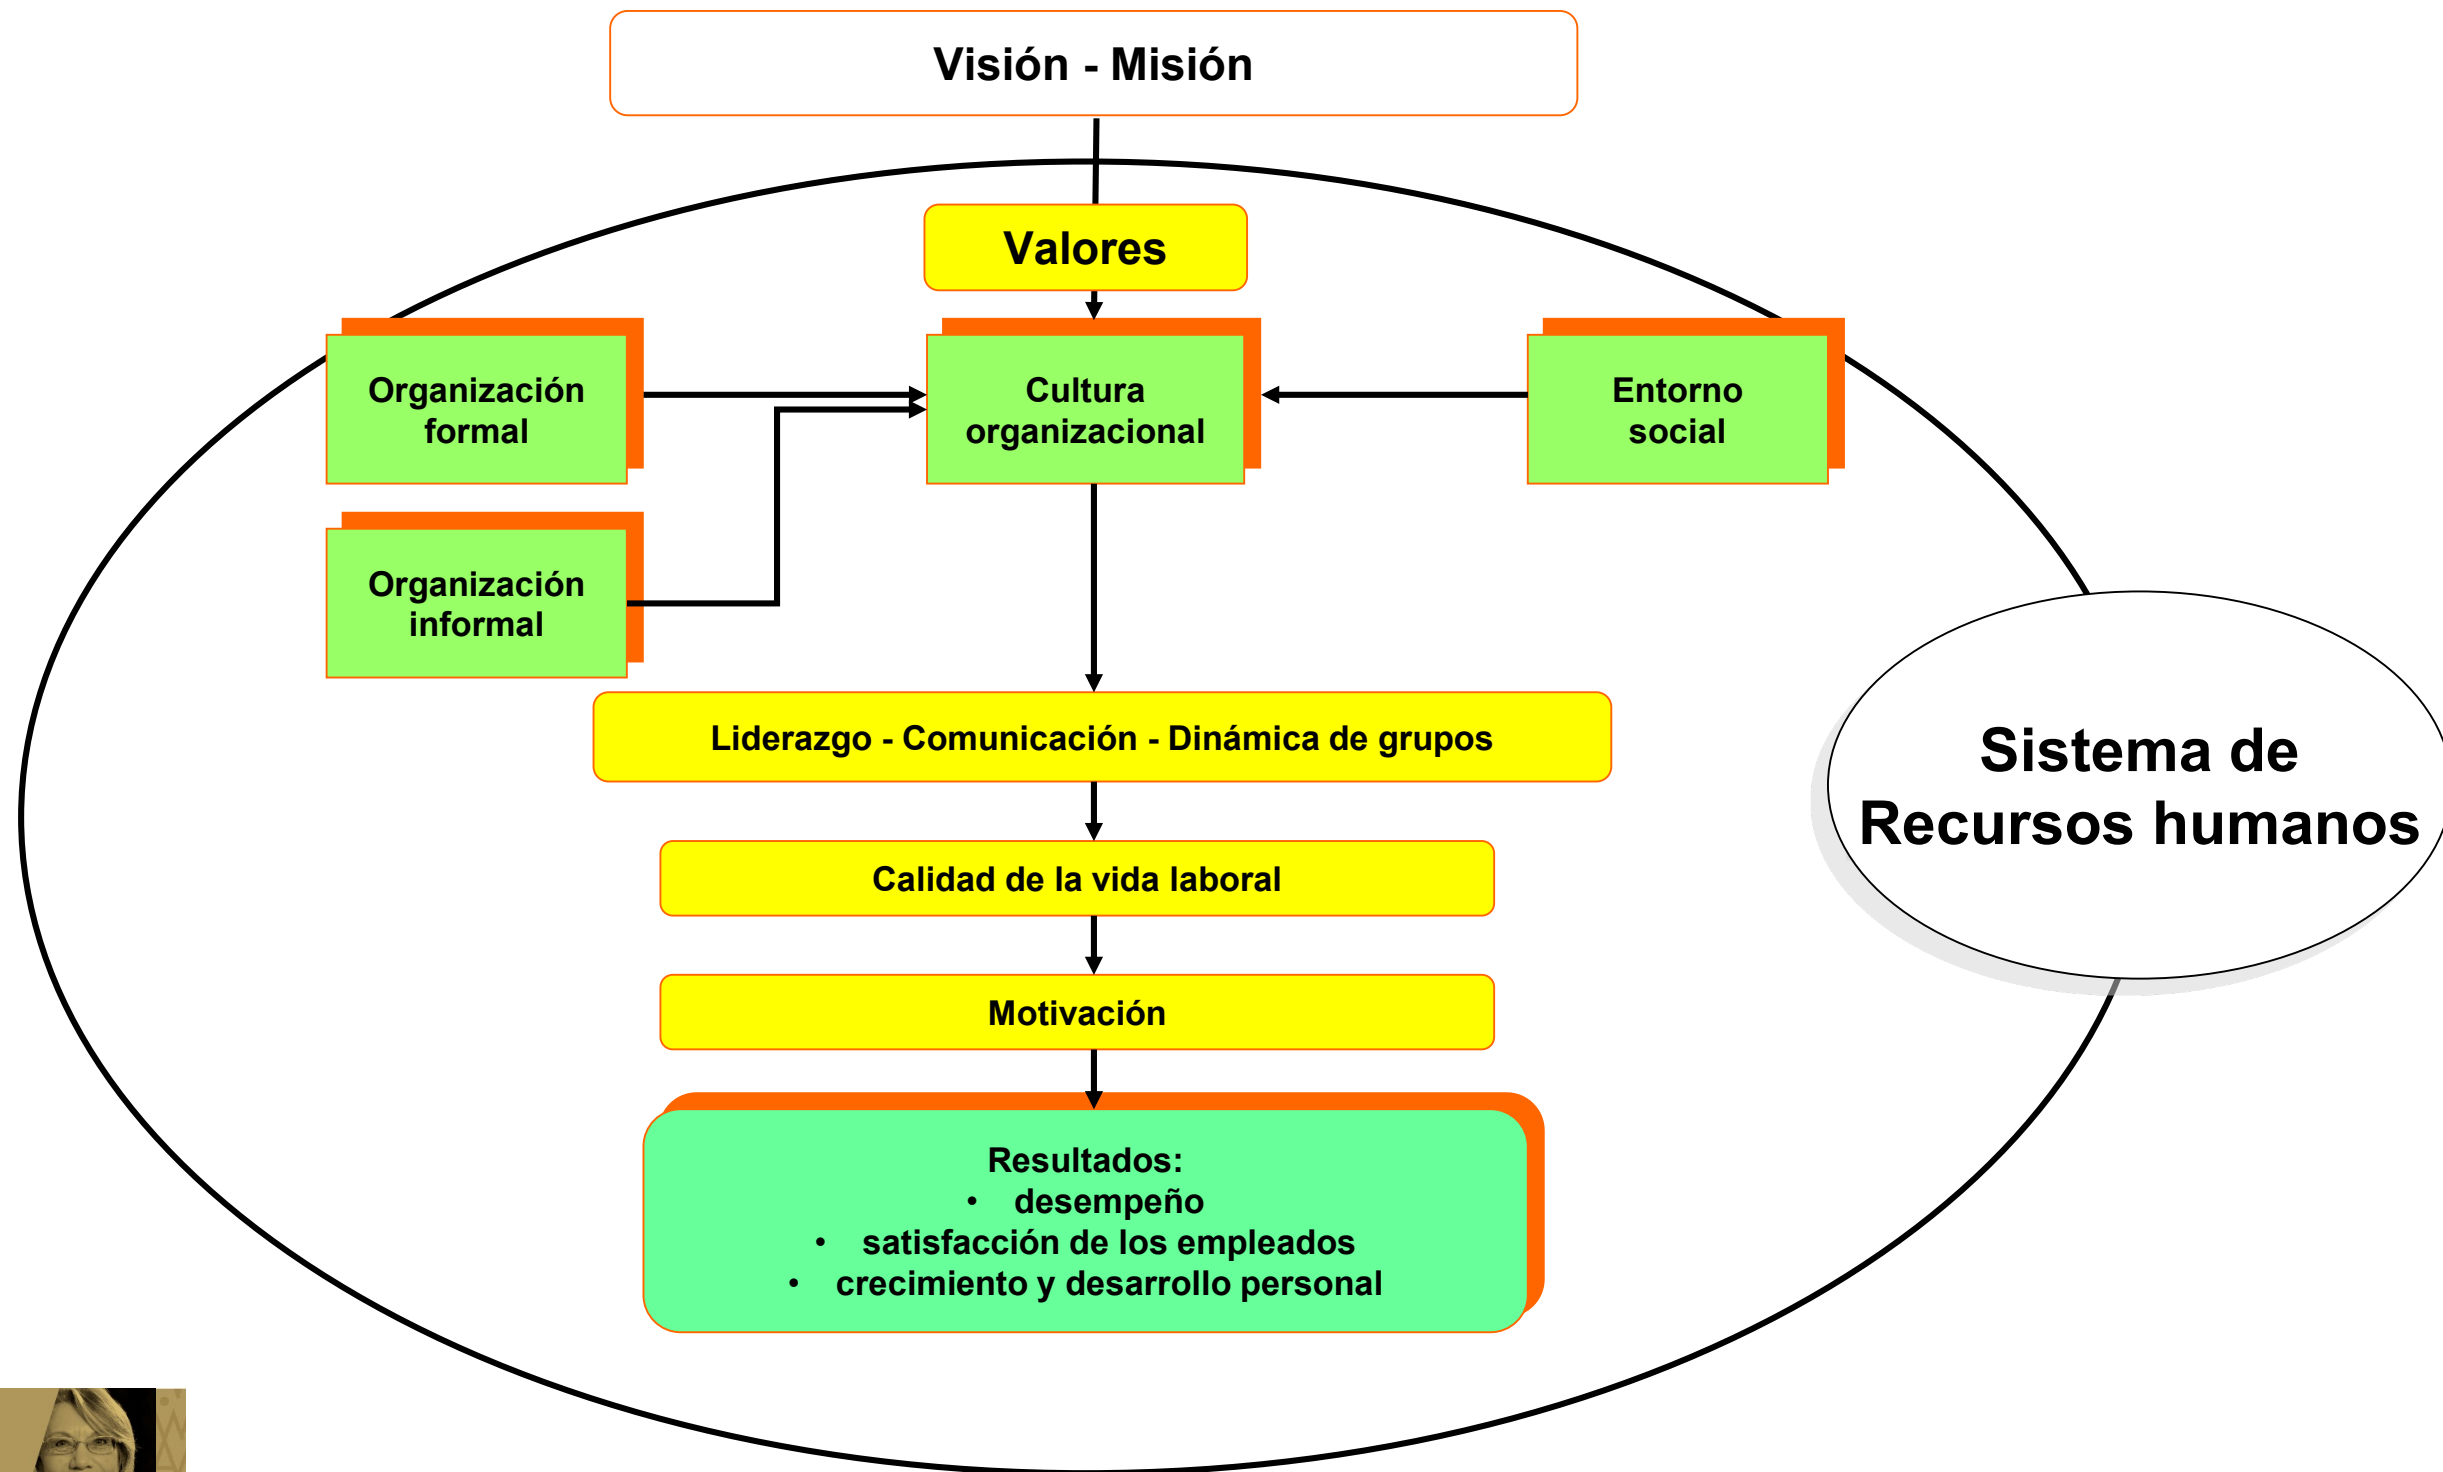 Visión - Misión
Valores
Organización
formal
Cultura
organizacional
Entorno
social
Organización
informal
Liderazgo - Comunicación - Dinámica de grupos
Sistema de
Recursos humanos
Calidad de la vida laboral
Motivación
Resultados:
• desempeño
• satisfacción de los empleados
• crecimiento y desarrollo personal